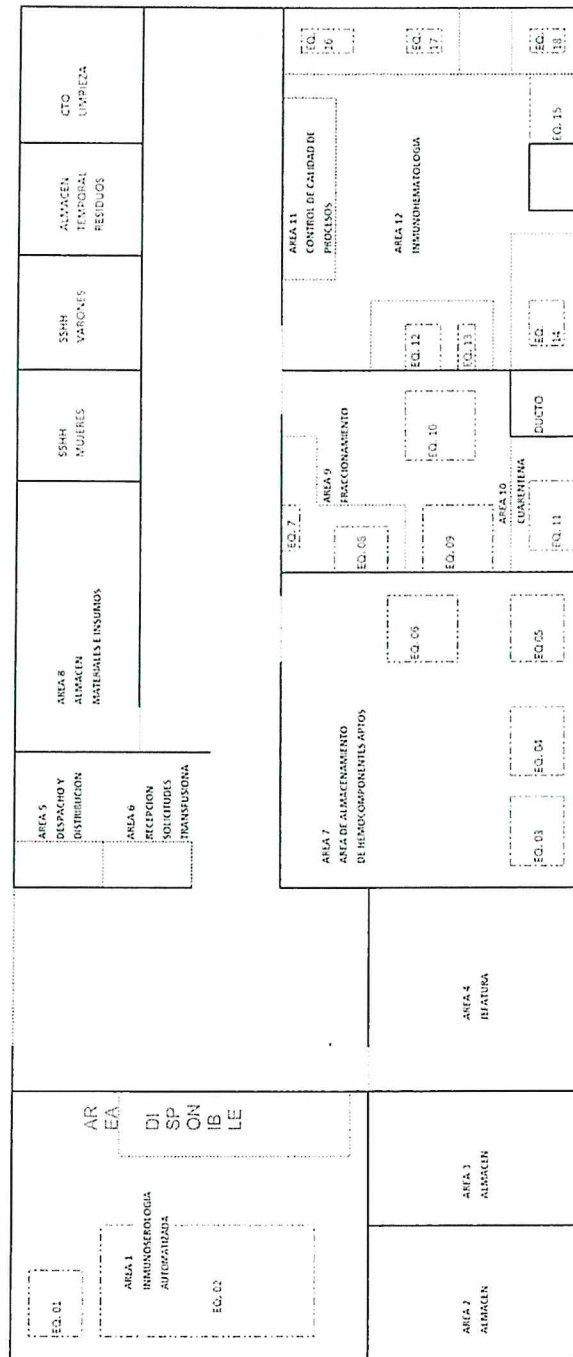 CTO
LIMPIEZA
ALMACEN
TEMPORAL
RESIDUOS
SSHH
VARONES
SSHH
MUJERES
AREA 8
ALMACEN
MATERIALES E INSUMOS
AREA 5
DESPACHO Y
DISTRIBUCION
AREA 6
RECEPCION
SOLICITUDES
TRANSFUSIONA
EQ.
16
EQ.
17
EQ.
18
EQ. 15
AREA 11
CONTROL DE CALIDAD DE
PROCESOS
AREA 12
INMUNOHEMATOLOGIA
EQ. 12
EQ. 13
EQ.
14
AREA 9
FRACCIONAMIENTO
EQ. 10
DUCTO
AREA 10
CUARENTENA
EQ. 7
EQ. 08
EQ. 09
EQ. 11
EQ. 06
EQ. 05
EQ. 04
EQ. 03
AREA 7
AREA DE ALMACENAMIENTO
DE HEMOCOMPONENTES APTOS
AREA 4
JEFATURA
AR
EA
DI
SP
ON
IB
LE
AREA 1
INMUNOSEROLOGIA
AUTOMATIZADA
EQ. 01
EQ. 02
AREA 3
ALMACEN
AREA 2
ALMACEN